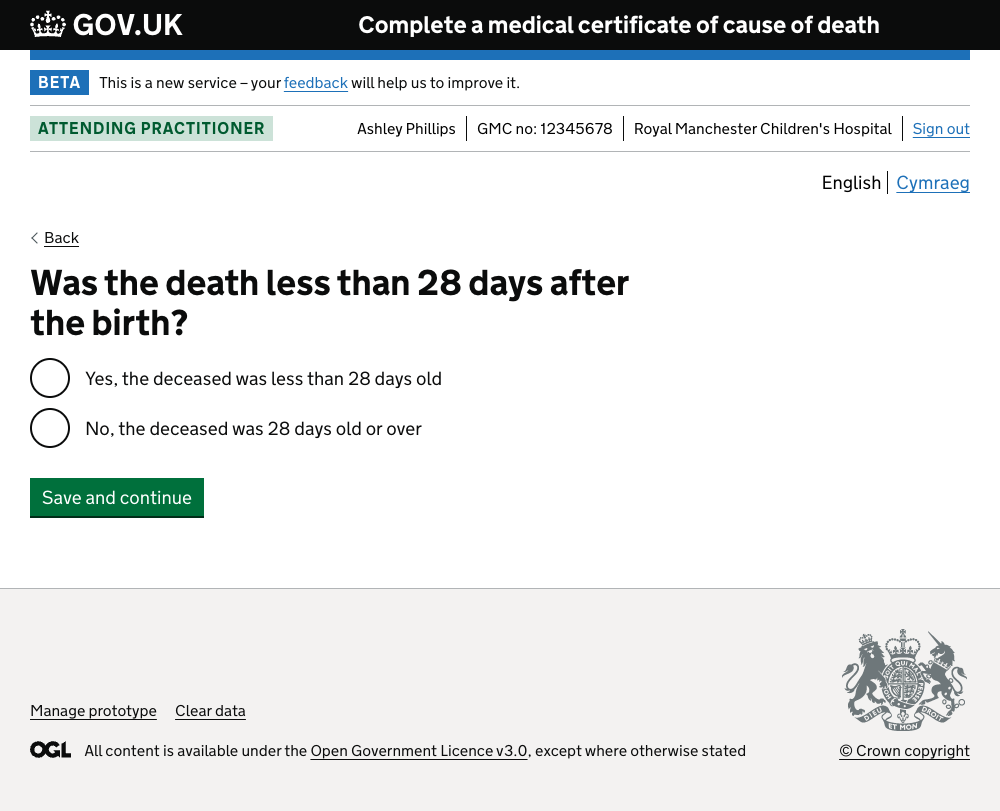 GOV.UK
Complete a medical certificate of cause of death
BETA This is a new service – your feedback will help us to improve it.
ATTENDING PRACTITIONER
Ashley Phillips
GMC no: 12345678
Royal Manchester Children's Hospital
Sign out
English
Cymraeg
Back
Was the death less than 28 days after
the birth?
Yes, the deceased was less than 28 days old
No, the deceased was 28 days old or over
Save and continue
Manage prototype
Clear data
OGL All content is available under the Open Government Licence v3.0, except where otherwise stated
DIEU ET MON DROIT
© Crown copyright